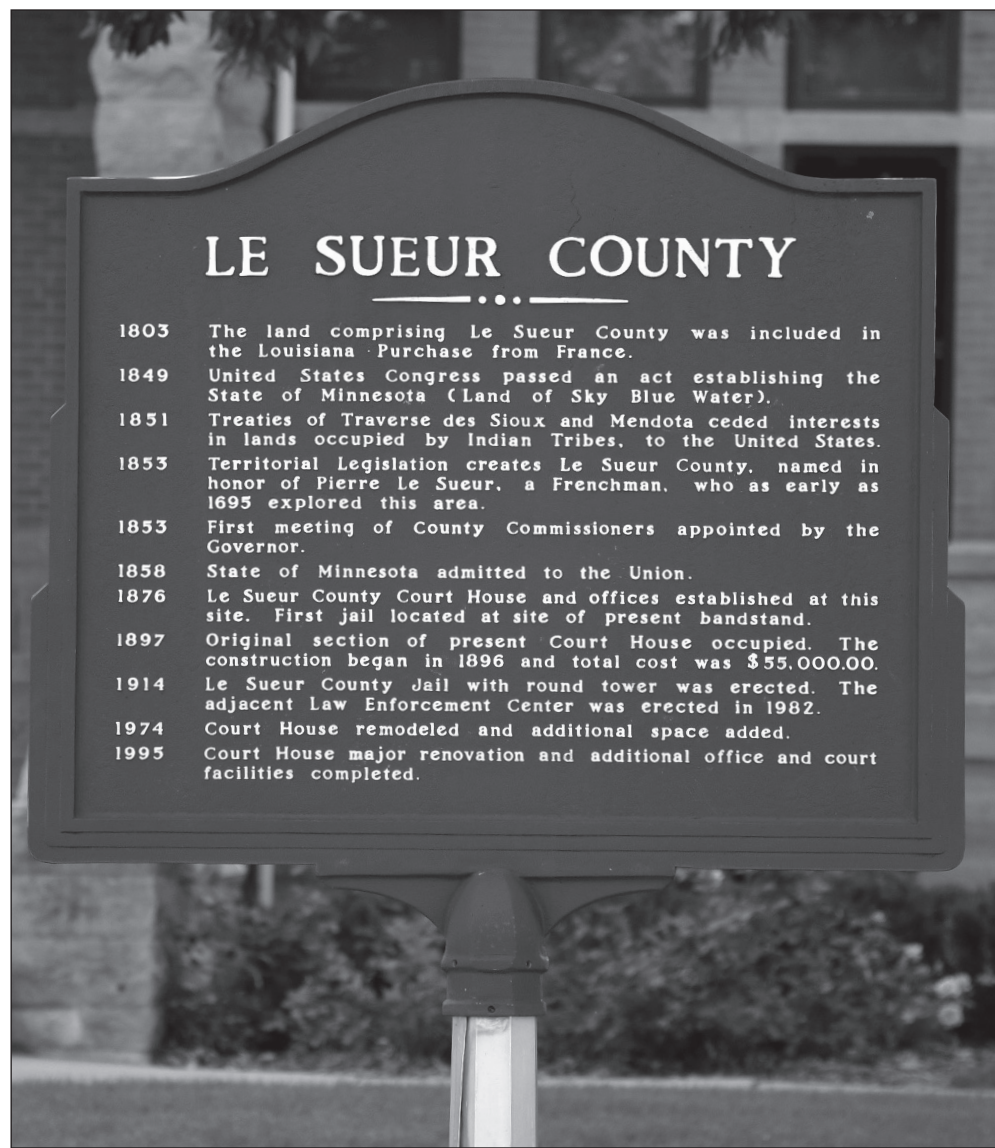 LE SUEUR COUNTY
1803 The land comprising Le Sueur County was included in
the Louisiana Purchase from France.
1849 United States Congress passed an act establishing the
State of Minnesota (Land of Sky Blue Water).
1851 Treaties of Traverse des Sioux and Mendota ceded interests
in lands occupied by Indian Tribes, to the United States.
1853 Territorial Legislation creates Le Sueur County, named in
honor of Pierre Le Sueur, a Frenchman, who as early as
1695 explored this area.
1853 First meeting of County Commissioners appointed by the
Governor.
1858 State of Minnesota admitted to the Union.
1876 Le Sueur County Court House and offices established at this
site. First jail located at site of present bandstand.
1897 Original section of present Court House occupied. The
construction began in 1896 and total cost was $55,000.00.
1914 Le Sueur County Jail with round tower was erected. The
adjacent Law Enforcement Center was erected in 1982.
1974 Court House remodeled and additional space added.
1995 Court House major renovation and additional office and court
facilities completed.